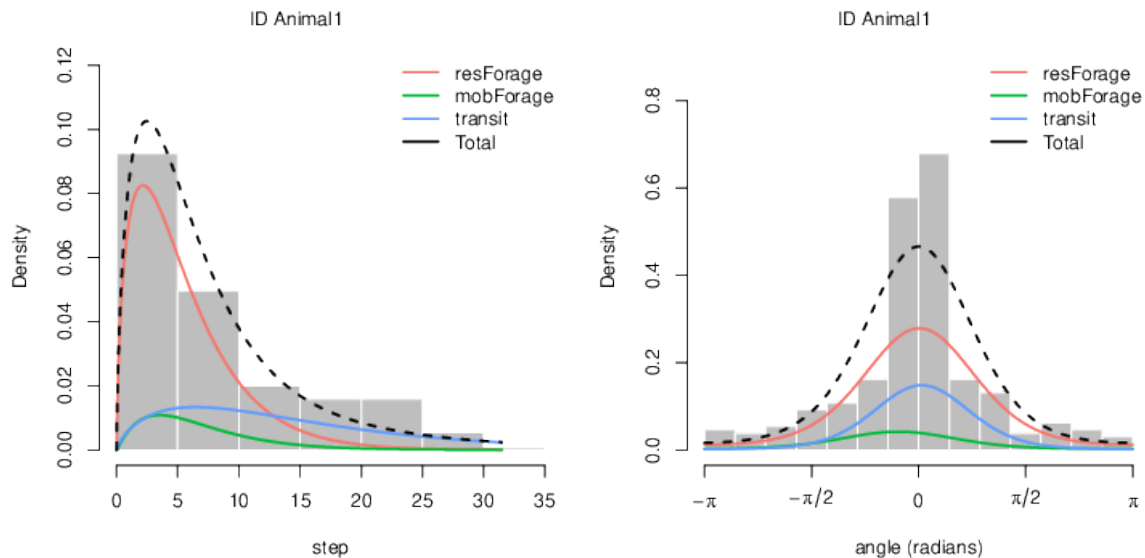 ID Animal1
resForage
mobForage
transit
Total
Density
0.00 0.02 0.04 0.06 0.08 0.10 0.12
0 5 10 15 20 25 30 35
step
ID Animal1
resForage
mobForage
transit
Total
Density
0.0 0.2 0.4 0.6 0.8
−π −π/2 0 π/2 π
angle (radians)